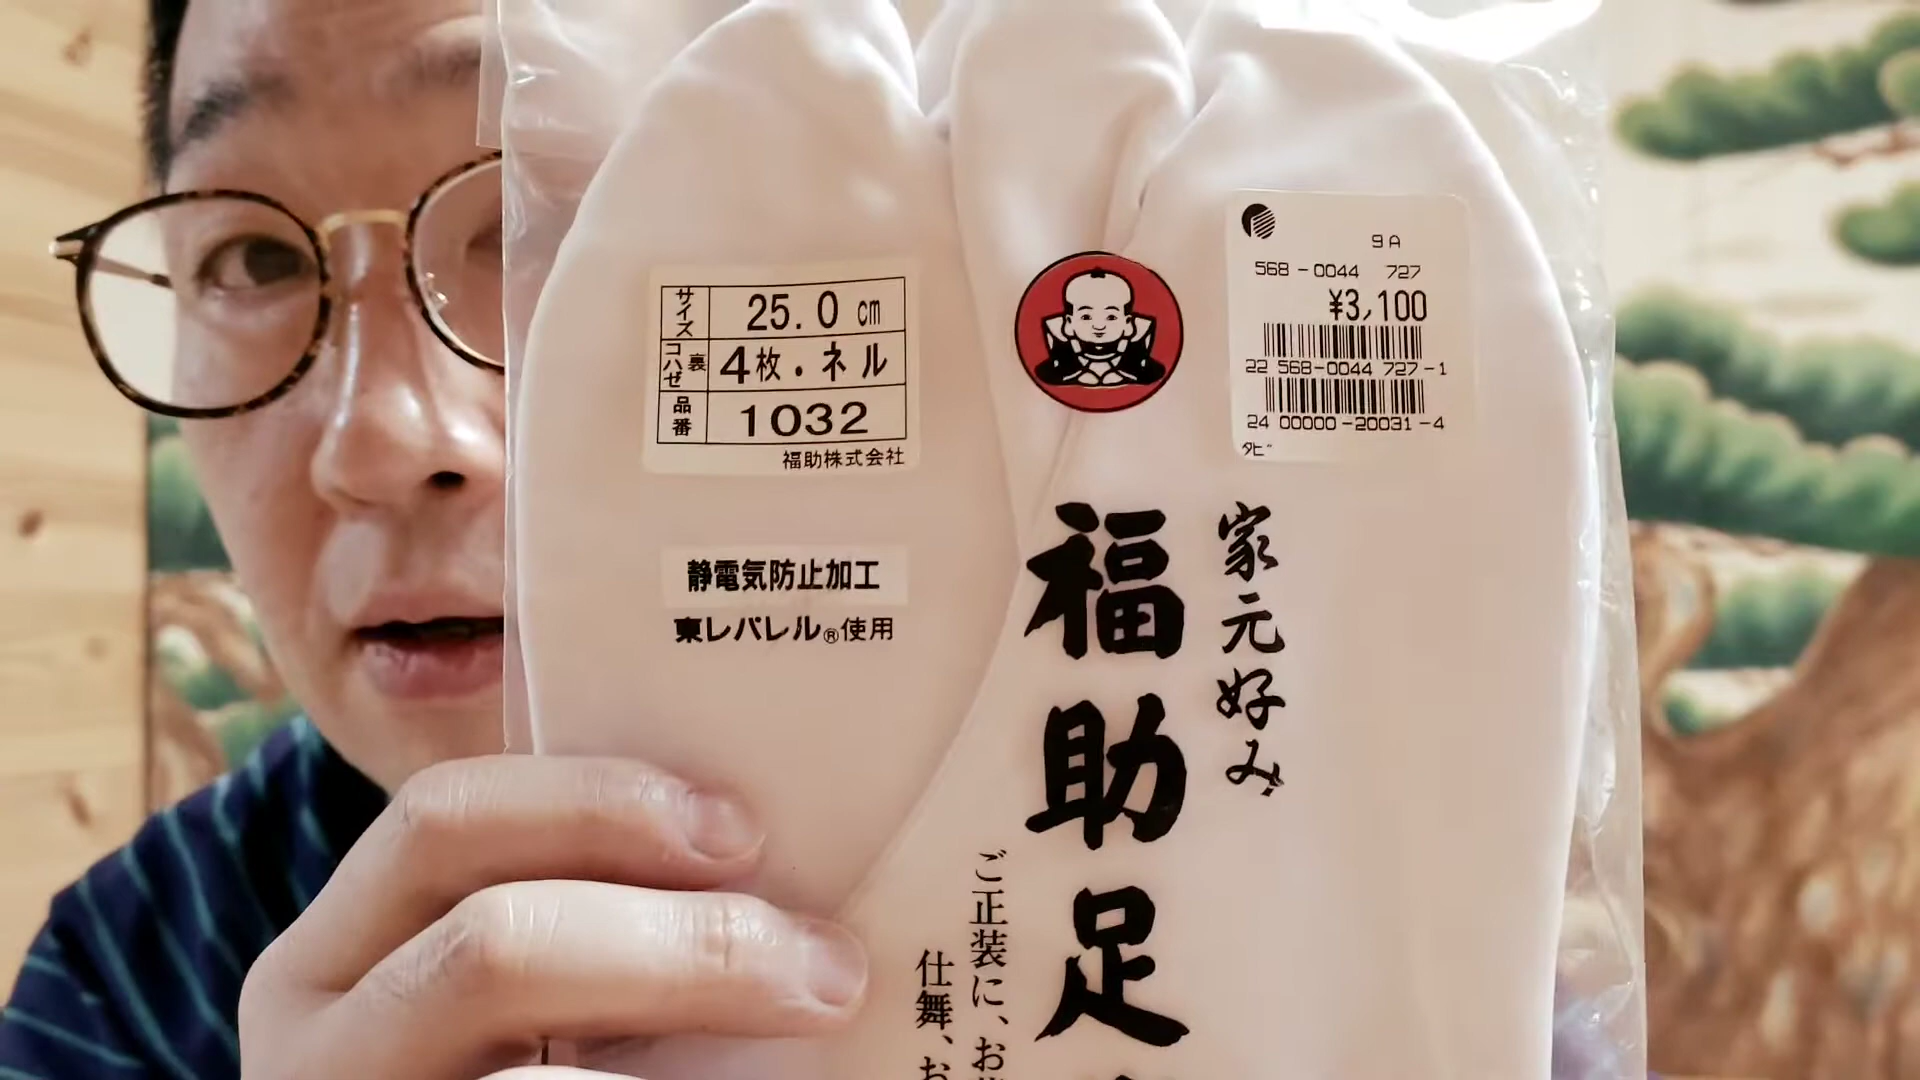 サイズ 25.0 cm
コハゼ 裏 4枚・ネル
品番 1032
福助株式会社
静電気防止加工
東レパレル®使用
9A
568-0044 727
¥3,100
22 568-0044 727-1
24 00000-20031-4
タビ
家元好み
福助足
ご正装に、お
仕舞、お